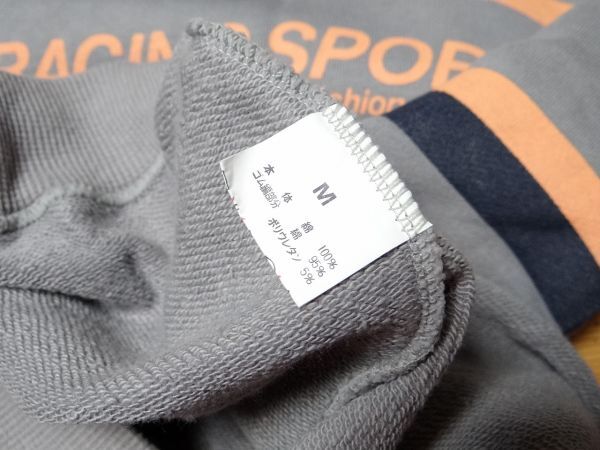 RACING SPOR
shion
M
本体 綿 100%
ゴム編部分 綿 95%
ポリウレタン 5%